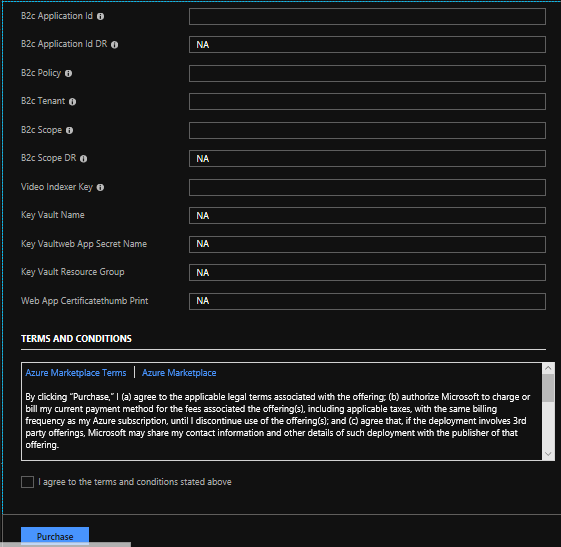 B2c Application Id
B2c Application Id DR NA
B2c Policy
B2c Tenant
B2c Scope
B2c Scope DR NA
Video Indexer Key
Key Vault Name NA
Key Vaultweb App Secret Name NA
Key Vault Resource Group NA
Web App Certificatethumb Print NA
TERMS AND CONDITIONS
Azure Marketplace Terms | Azure Marketplace
By clicking "Purchase," I (a) agree to the applicable legal terms associated with the offering; (b) authorize Microsoft to charge or
bill my current payment method for the fees associated the offering(s), including applicable taxes, with the same billing
frequency as my Azure subscription, until I discontinue use of the offering(s); and (c) agree that, if the deployment involves 3rd
party offerings, Microsoft may share my contact information and other details of such deployment with the publisher of that
offering.
I agree to the terms and conditions stated above
Purchase